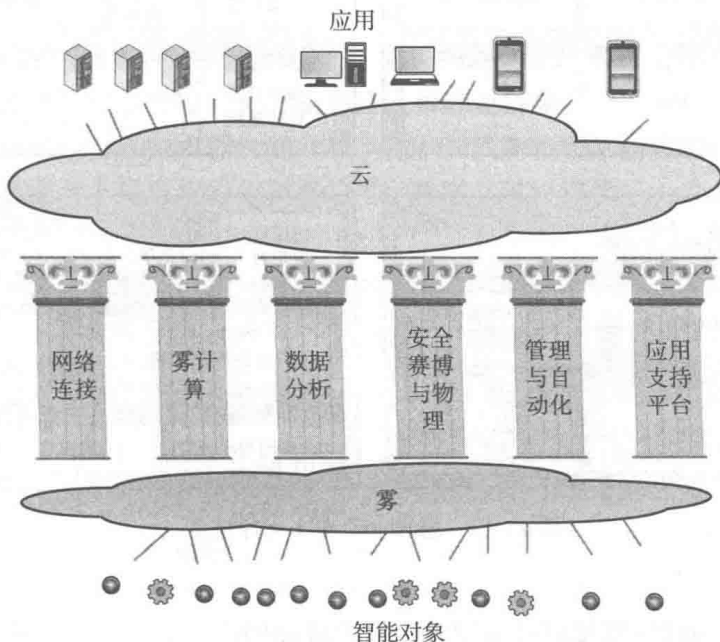 应用
云
网络
连接
雾计
算
数据
分析
安全
赛博
与物
理
管理
与自
动化
应用
支持
平台
雾
智能对象